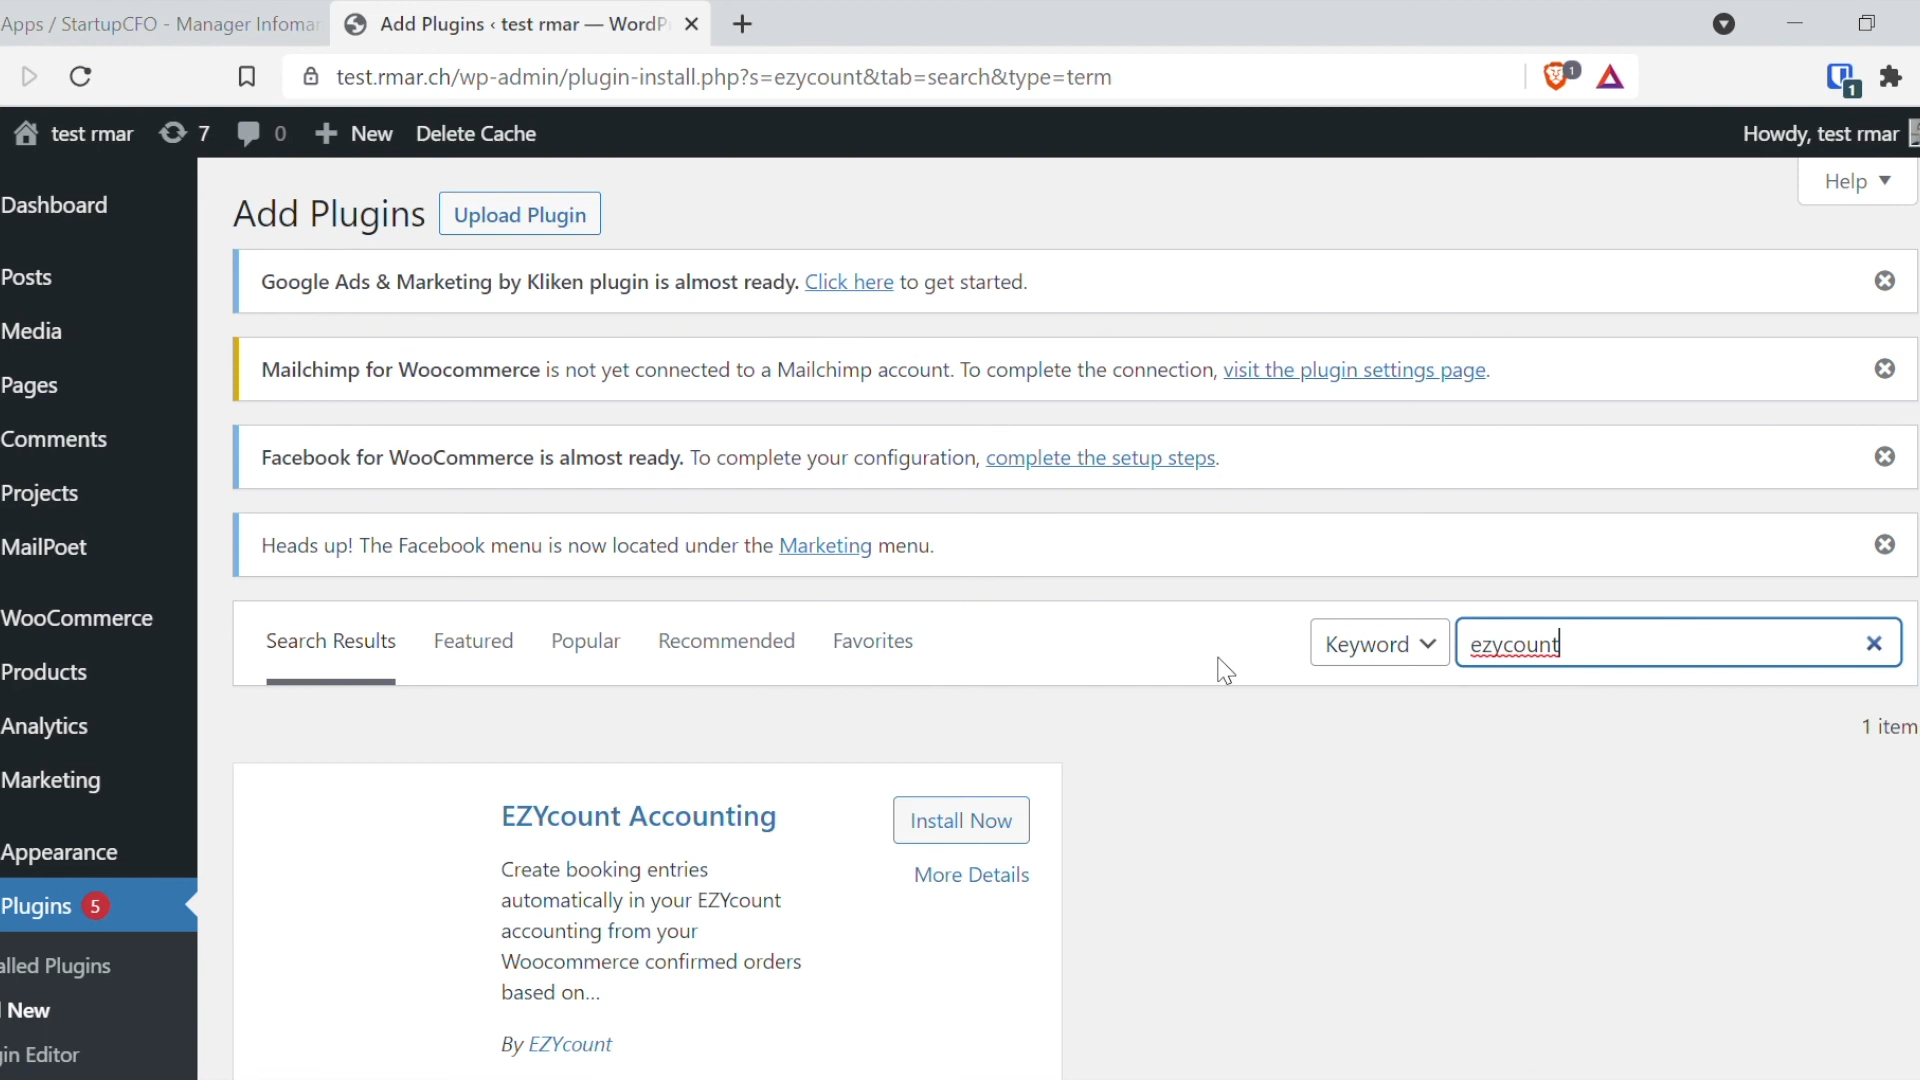 Apps / StartupCFO - Manager Infomar
Add Plugins ‹ test rmar — WordP
test.rmar.ch/wp-admin/plugin-install.php?s=ezycount&tab=search&type=term
1
1
test rmar 7 0 New Delete Cache Howdy, test rmar
Help
Dashboard
Posts
Media
Pages
Comments
Projects
MailPoet
WooCommerce
Products
Analytics
Marketing
Appearance
Plugins 5
alled Plugins
New
gin Editor
Add Plugins Upload Plugin
Google Ads & Marketing by Kliken plugin is almost ready. Click here to get started.
Mailchimp for Woocommerce is not yet connected to a Mailchimp account. To complete the connection, visit the plugin settings page.
Facebook for WooCommerce is almost ready. To complete your configuration, complete the setup steps.
Heads up! The Facebook menu is now located under the Marketing menu.
Search Results Featured Popular Recommended Favorites Keyword ezycount
1 item
EZYcount Accounting
Install Now
More Details
Create booking entries
automatically in your EZYcount
accounting from your
Woocommerce confirmed orders
based on...
By EZYcount